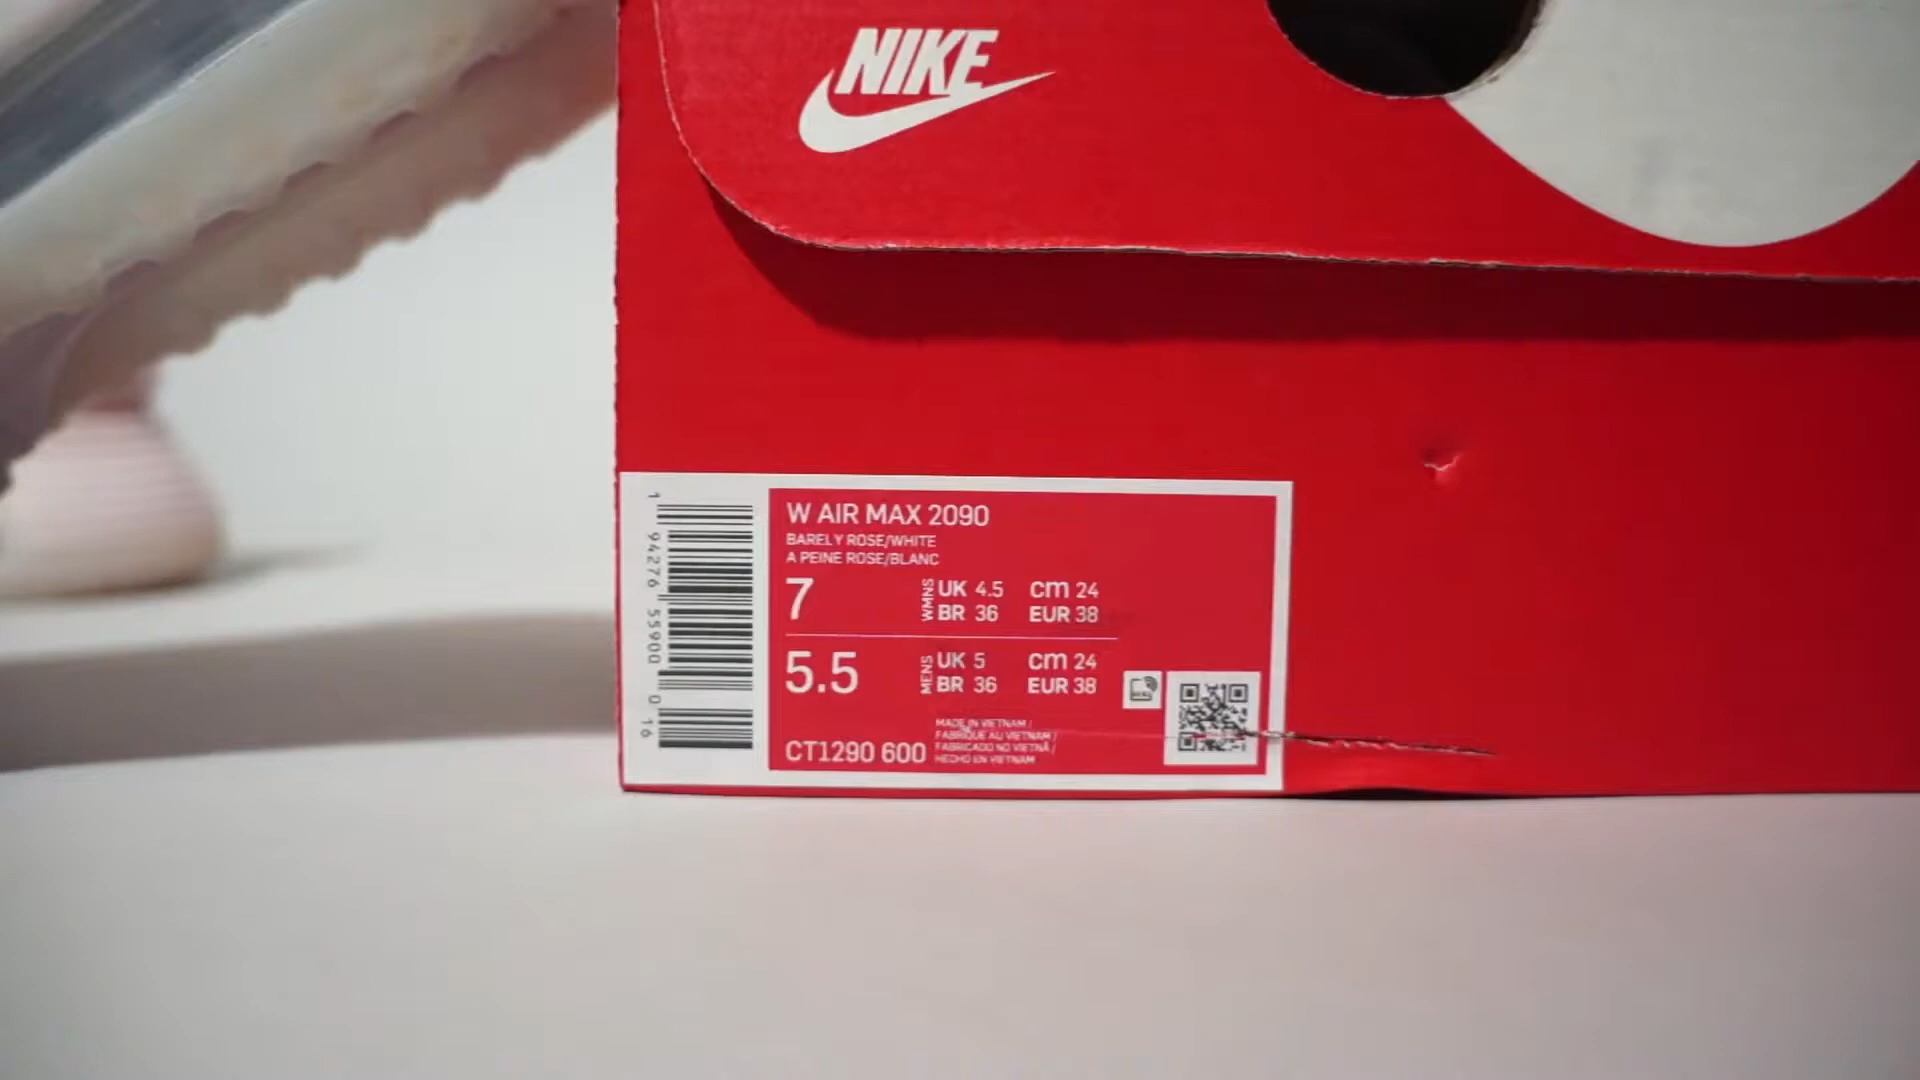 NIKE
W AIR MAX 2090
BARELY ROSE/WHITE
A PEINE ROSE/BLANC
7 WMNS UK 4.5 cm 24
BR 36 EUR 38
5.5 MENS UK 5 cm 24
BR 36 EUR 38
MADE IN VIETNAM /
FABRIQUE AU VIETNAM /
FABRICADO NO VIETNÃ /
HECHO EN VIETNAM
CT1290 600
1 94276 55900 0 16